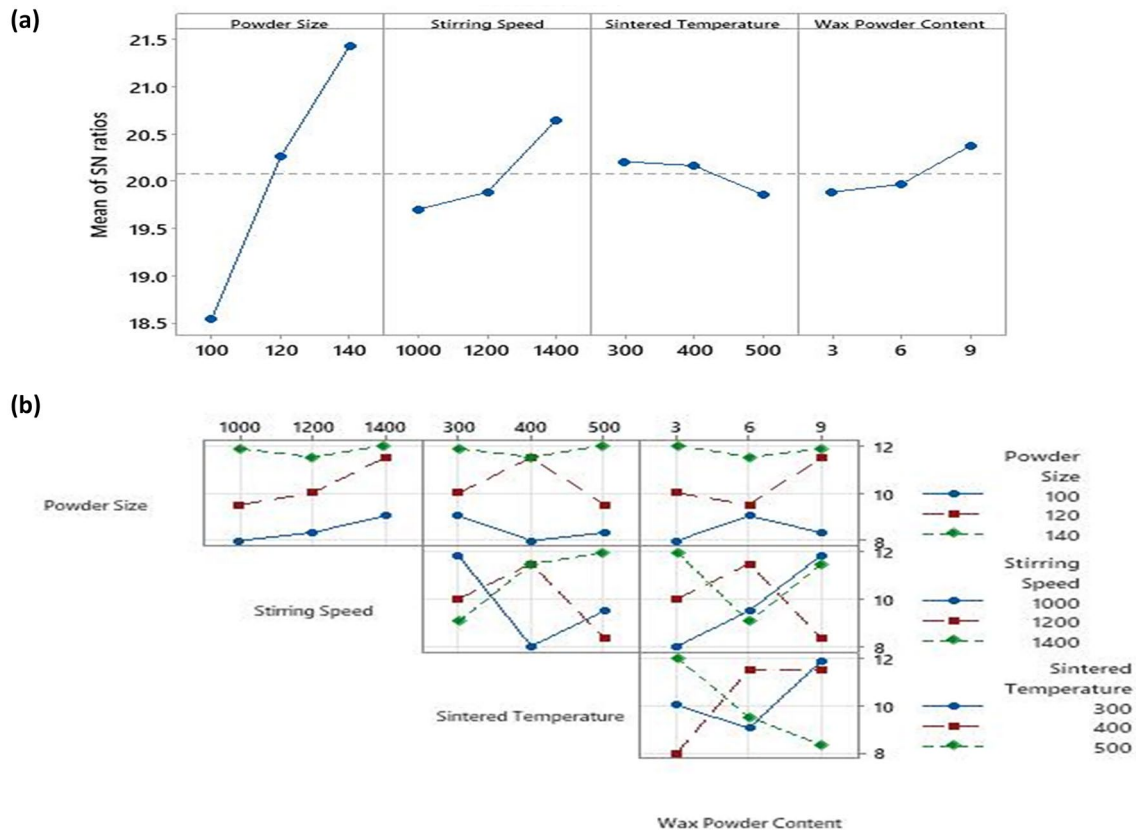 (a)
Powder Size Stirring Speed Sintered Temperature Wax Powder Content
21.5
21.0
20.5
20.0
19.5
19.0
18.5
Mean of SN ratios
100 120 140 1000 1200 1400 300 400 500 3 6 9
(b)
1000 1200 1400 300 400 500 3 6 9
Powder Size
12
10
8
Powder
Size
100
120
140
Stirring Speed
12
10
8
Stirring
Speed
1000
1200
1400
Sintered Temperature
12
10
8
Sintered
Temperature
300
400
500
Wax Powder Content